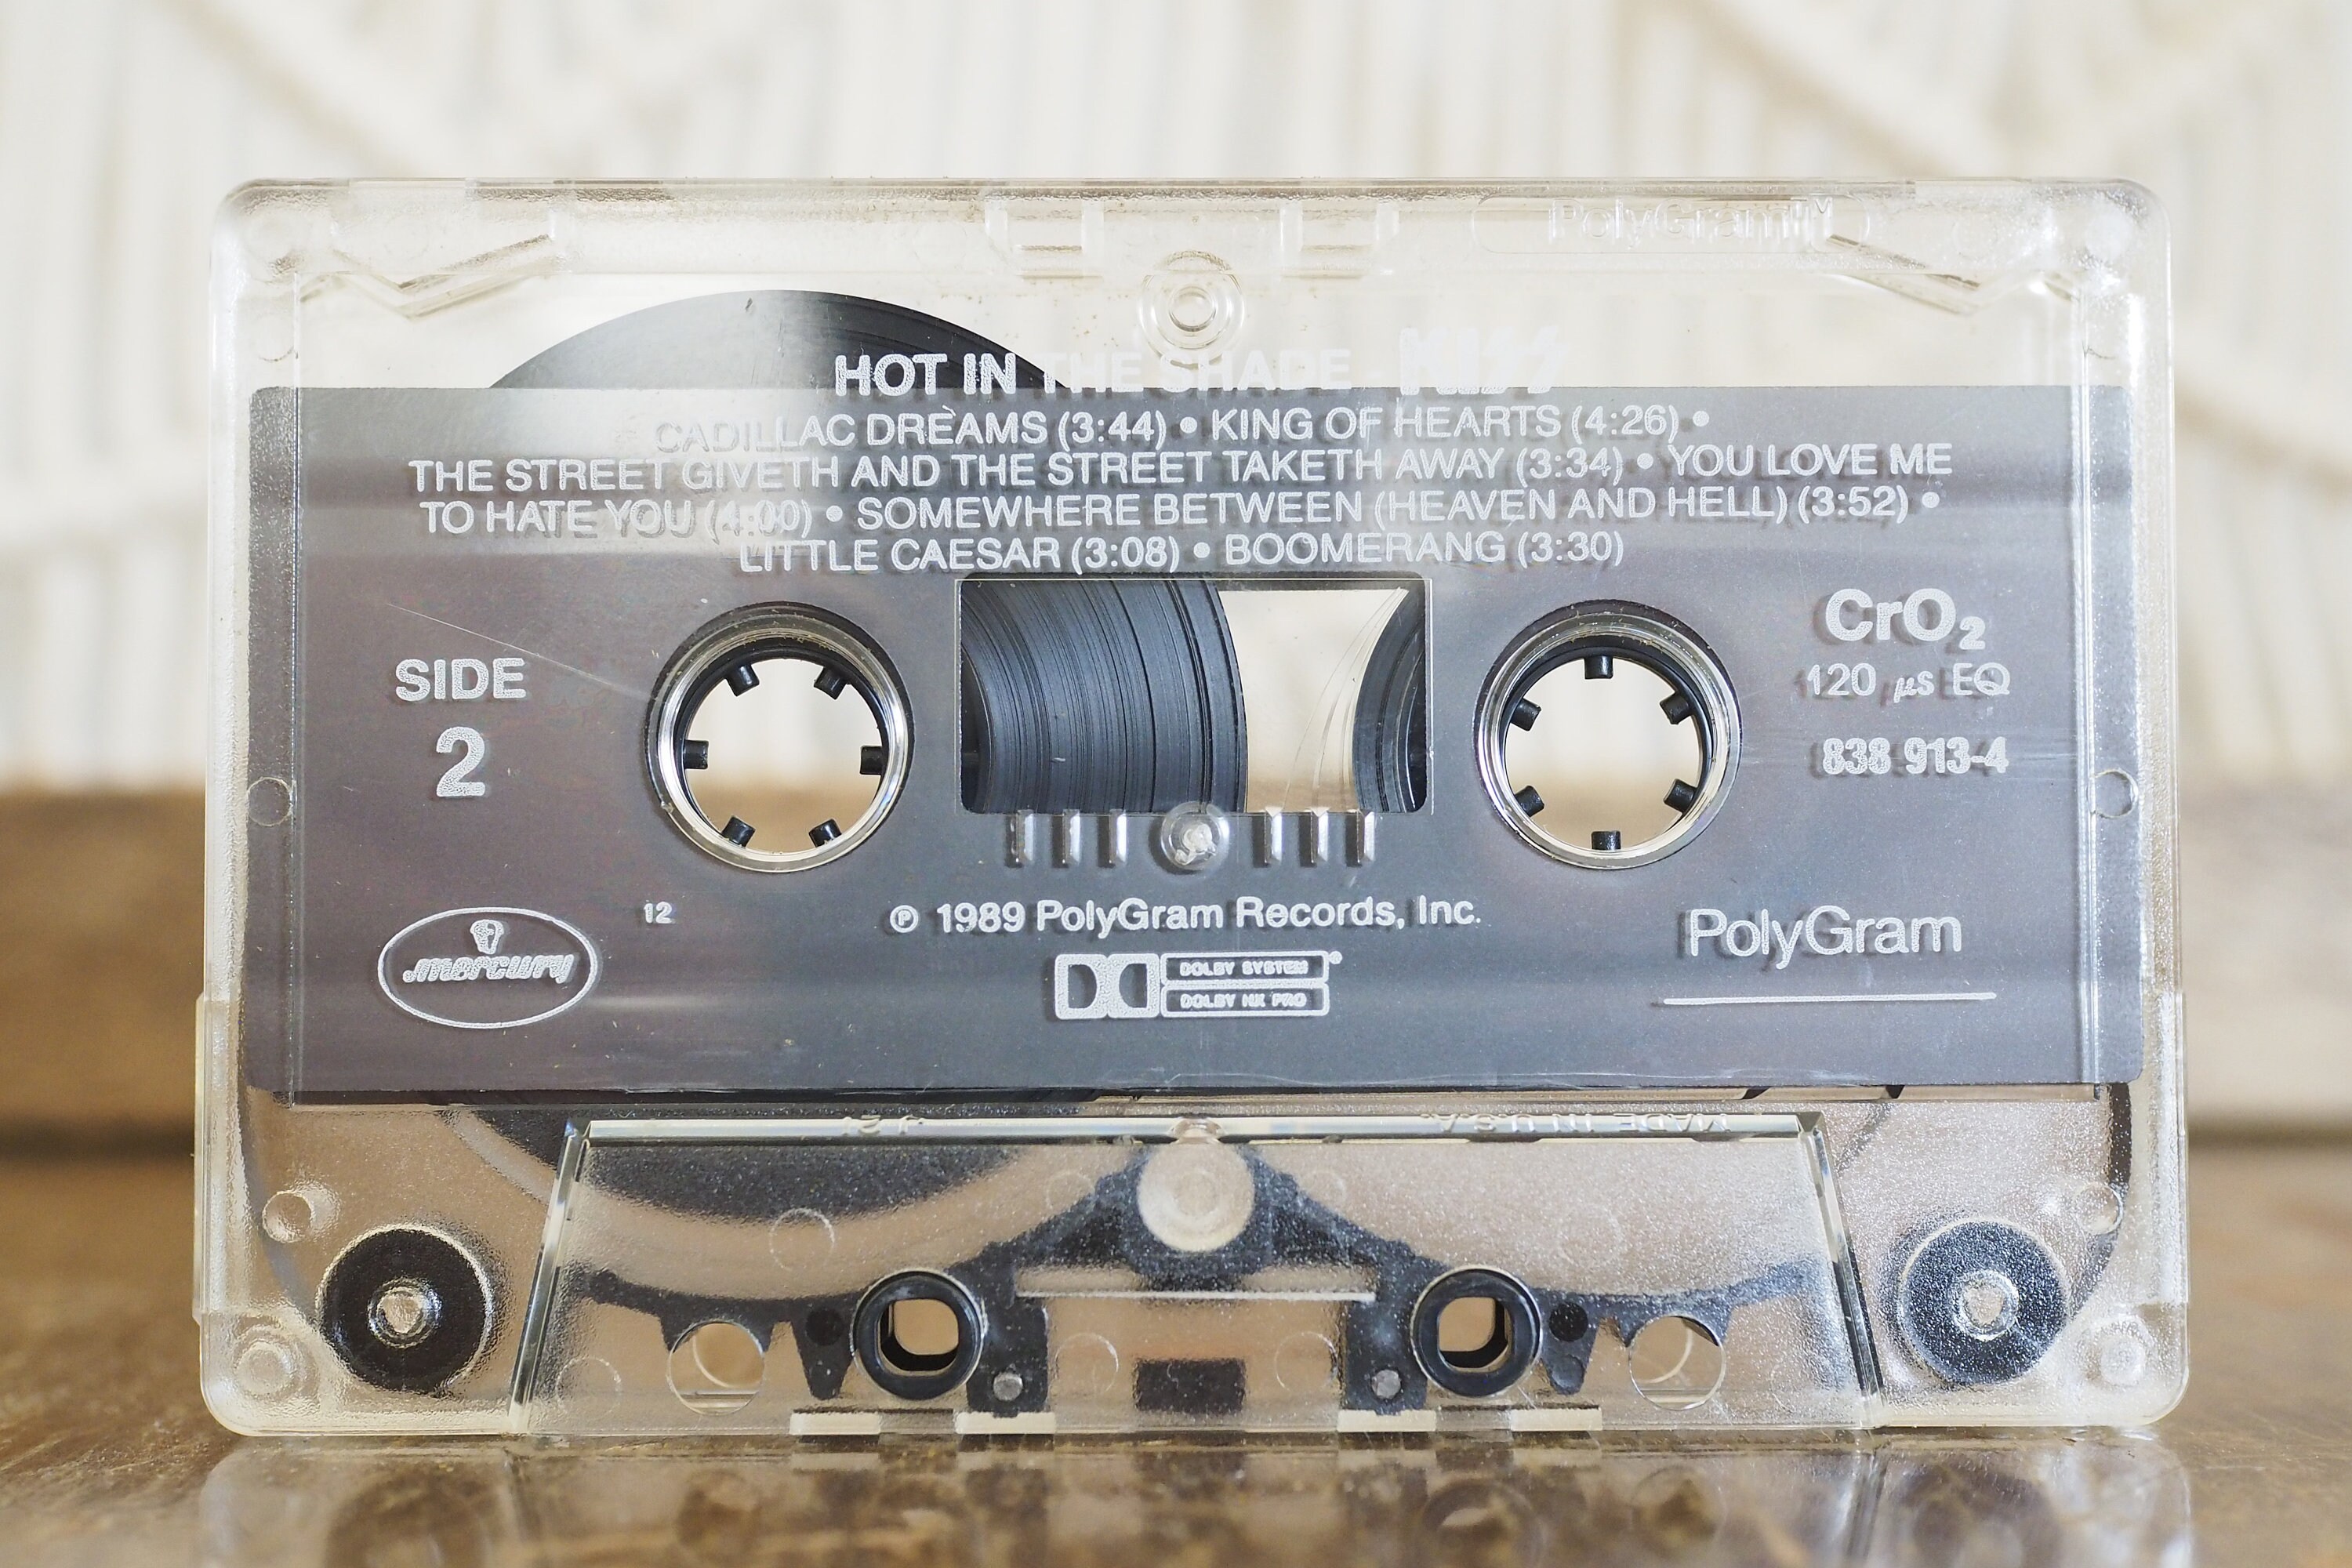 PolyGram™
HOT IN THE SHADE - KISS
CADILLAC DREAMS (3:44) • KING OF HEARTS (4:26) •
THE STREET GIVETH AND THE STREET TAKETH AWAY (3:34) • YOU LOVE ME
TO HATE YOU (4:00) • SOMEWHERE BETWEEN (HEAVEN AND HELL) (3:52) •
LITTLE CAESAR (3:08) • BOOMERANG (3:30)
SIDE
2
CrO₂
120 µs EQ
838 913-4
12
℗ 1989 PolyGram Records, Inc.
mercury
DOLBY SYSTEM®
DOLBY HX PRO
PolyGram
MADE IN U.S.A.